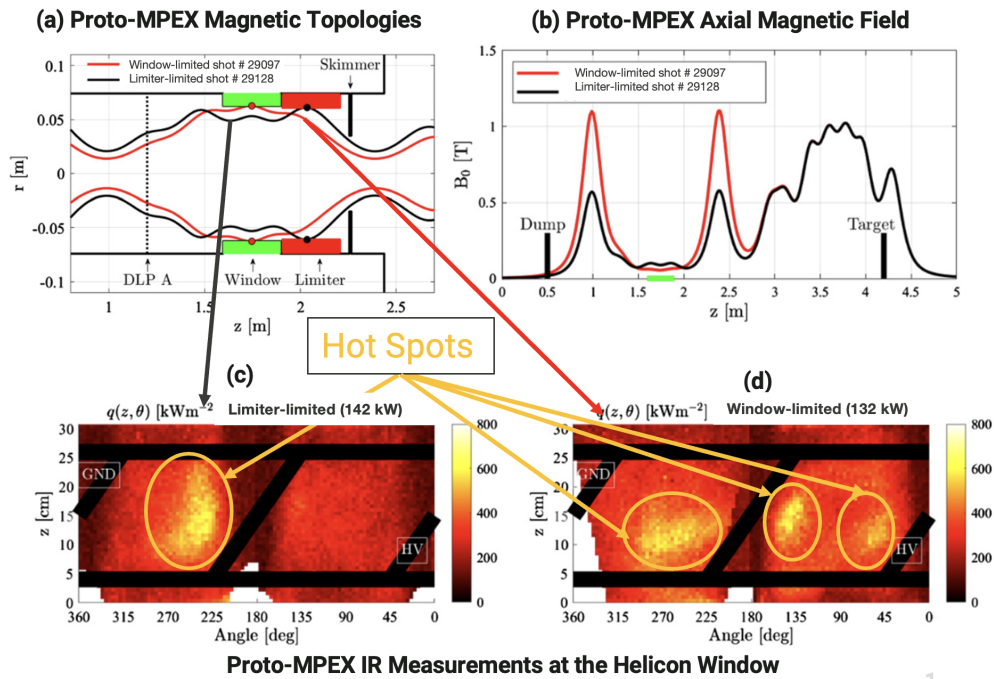 (a) Proto-MPEX Magnetic Topologies
(b) Proto-MPEX Axial Magnetic Field
0.1
0.05
0
-0.05
-0.1
r [m]
Window-limited shot # 29097
Limiter-limited shot # 29128
Skimmer
DLP A
Window
Limiter
1
1.5
2
2.5
z [m]
1.5
1
0.5
0
B₀ [T]
Window-limited shot # 29097
Limiter-limited shot # 29128
Dump
Target
0
0.5
1
1.5
2
2.5
3
3.5
4
4.5
5
z [m]
Hot Spots
(c)
(d)
q(z, θ) [kWm⁻²]
Limiter-limited (142 kW)
30
25
20
15
10
5
0
z [cm]
GND
HV
360
315
270
225
180
135
90
45
0
Angle [deg]
800
600
400
200
0
q(z, θ) [kWm⁻²]
Window-limited (132 kW)
30
25
20
15
10
5
0
z [cm]
GND
HV
360
315
270
225
180
135
90
45
0
Angle [deg]
800
600
400
200
0
Proto-MPEX IR Measurements at the Helicon Window